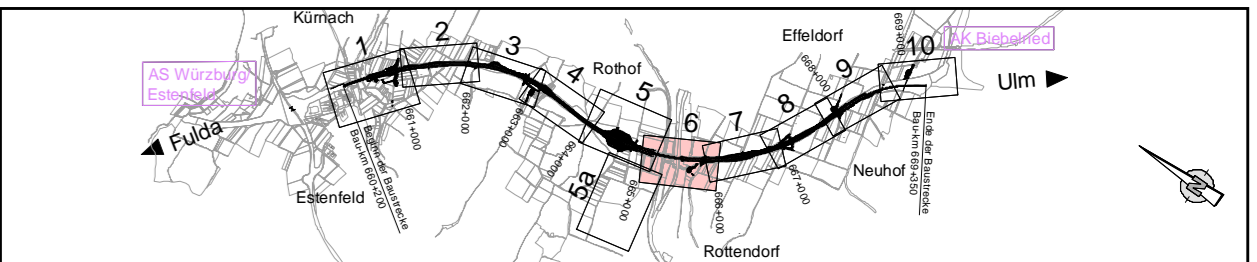 Kürnach
1
2
3
4
5
5a
6
7
8
9
10
AS Würzburg/
Estenfeld
AK Biebelried
Effeldorf
Rothof
Ulm
Fulda
Estenfeld
Beginn der Baustrecke
Bau-km 660+200
661+000
662+000
663+000
664+000
665+000
666+000
667+000
668+000
669+000
Ende der Baustrecke
Bau-km 669+350
Neuhof
Rottendorf
N